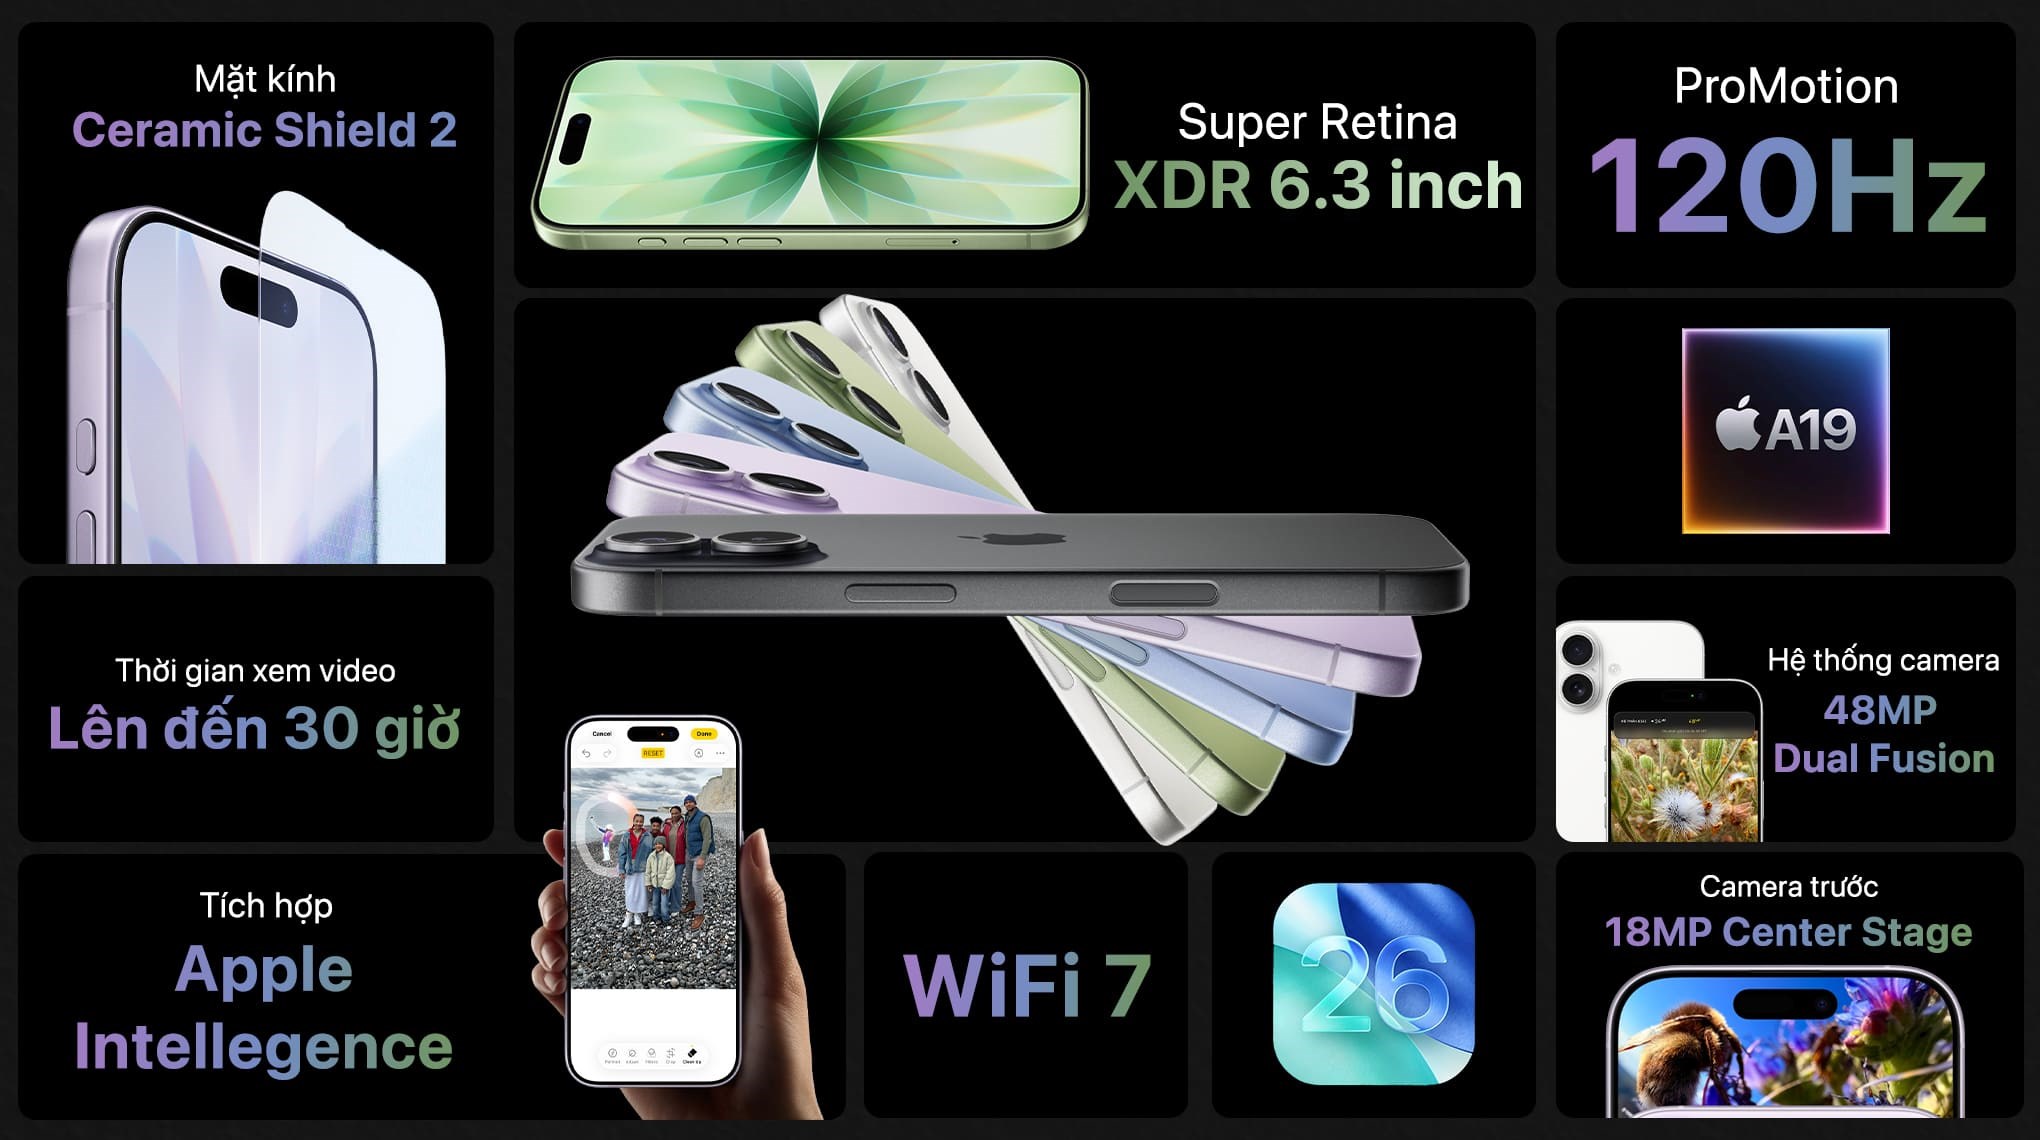 Mặt kính
Ceramic Shield 2
Super Retina
XDR 6.3 inch
ProMotion
120Hz
A19
Thời gian xem video
Lên đến 30 giờ
Hệ thống camera
48MP
Dual Fusion
Tích hợp
Apple
Intellegence
Cancel
Done
RESET
Clean Up
WiFi 7
26
Camera trước
18MP Center Stage